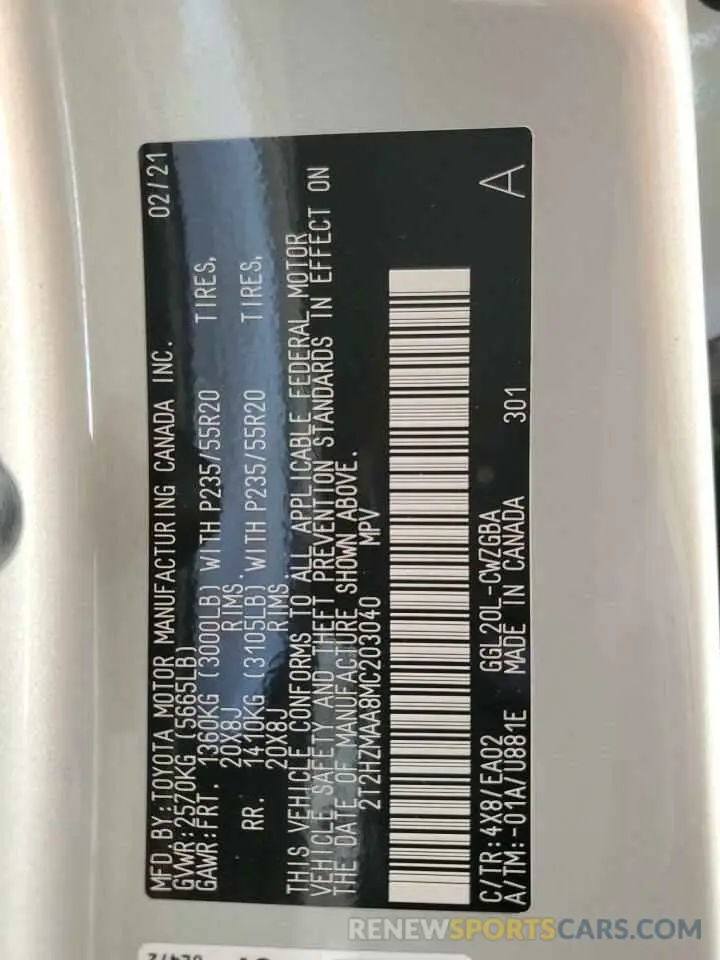 MFD.BY:TOYOTA MOTOR MANUFACTURING CANADA INC. 02/21
GVWR:2570KG (5665LB)
GAWR:FRT. 1360KG (3000LB) WITH P235/55R20 TIRES,
20X8J RIMS.
RR. 1410KG (3105LB) WITH P235/55R20 TIRES,
20X8J RIMS.
THIS VEHICLE CONFORMS TO ALL APPLICABLE FEDERAL MOTOR
VEHICLE SAFETY AND THEFT PREVENTION STANDARDS IN EFFECT ON
THE DATE OF MANUFACTURE SHOWN ABOVE.
2T2HZMAA8MC203040 MPV
C/TR:4X8/EA02 GGL20L-CWZGBA A
A/TM:-01A/U881E MADE IN CANADA 301
RENEWSPORTSCARS.COM